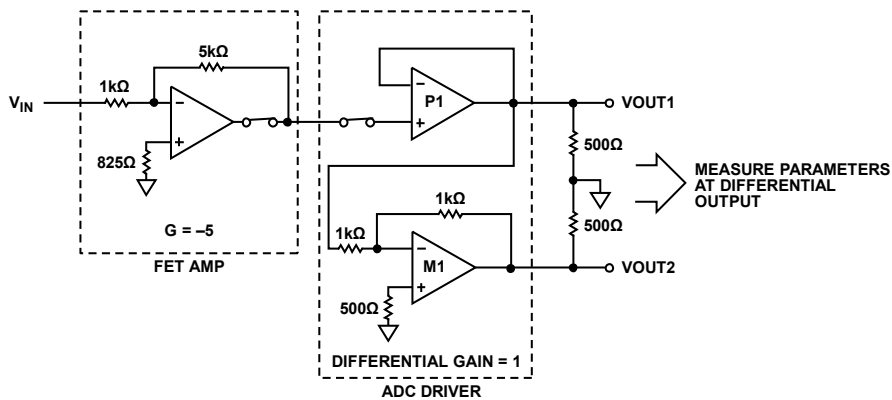 5kΩ
1kΩ
VIN
–
+
825Ω
G = –5
FET AMP
–
P1
+
1kΩ
1kΩ
–
M1
+
500Ω
DIFFERENTIAL GAIN = 1
ADC DRIVER
VOUT1
500Ω
500Ω
VOUT2
MEASURE PARAMETERS
AT DIFFERENTIAL
OUTPUT